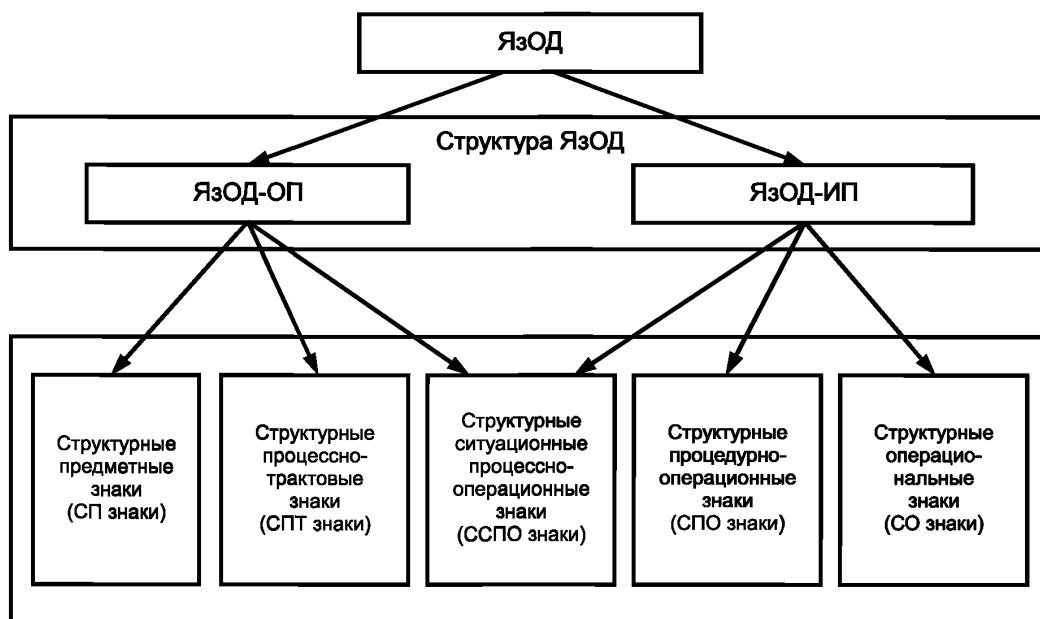 ЯзОД
Структура ЯзОД
ЯзОД-ОП
ЯзОД-ИП
Структурные
предметные
знаки
(СП знаки)
Структурные
процессно-
трактовые
знаки
(СПТ знаки)
Структурные
ситуационные
процессно-
операционные
знаки
(ССПО знаки)
Структурные
процедурно-
операционные
знаки
(СПО знаки)
Структурные
операцио-
нальные
знаки
(СО знаки)